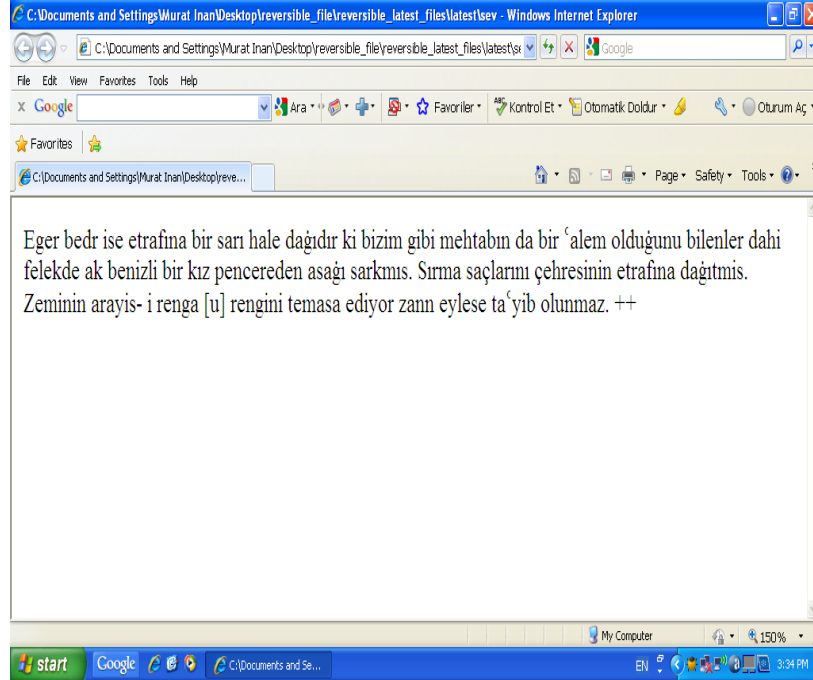 C:\Documents and Settings\Murat Inan\Desktop\reversible_file\reversible_latest_files\latest\sev - Windows Internet Explorer
C:\Documents and Settings\Murat Inan\Desktop\reversible_file\reversible_latest_files\latest\se Google
File Edit View Favorites Tools Help
x Google Ara Favoriler Kontrol Et Otomatik Doldur Oturum Aç
Favorites
C:\Documents and Settings\Murat Inan\Desktop\reve... Page Safety Tools
Eger bedr ise etrafına bir sarı hale daġıdır ki bizim gibi mehtabın da bir ʿalem olduġunu bilenler dahi
felekde ak benizli bir kız pencereden asaġı sarkmıs. Sırma saçlarını çehresinin etrafına daġıtmis.
Zeminin arayis- i renga [u] rengini temasa ediyor zann eylese taʿyib olunmaz. ++
My Computer 150%
start Google C:\Documents and Se... EN 3:34 PM